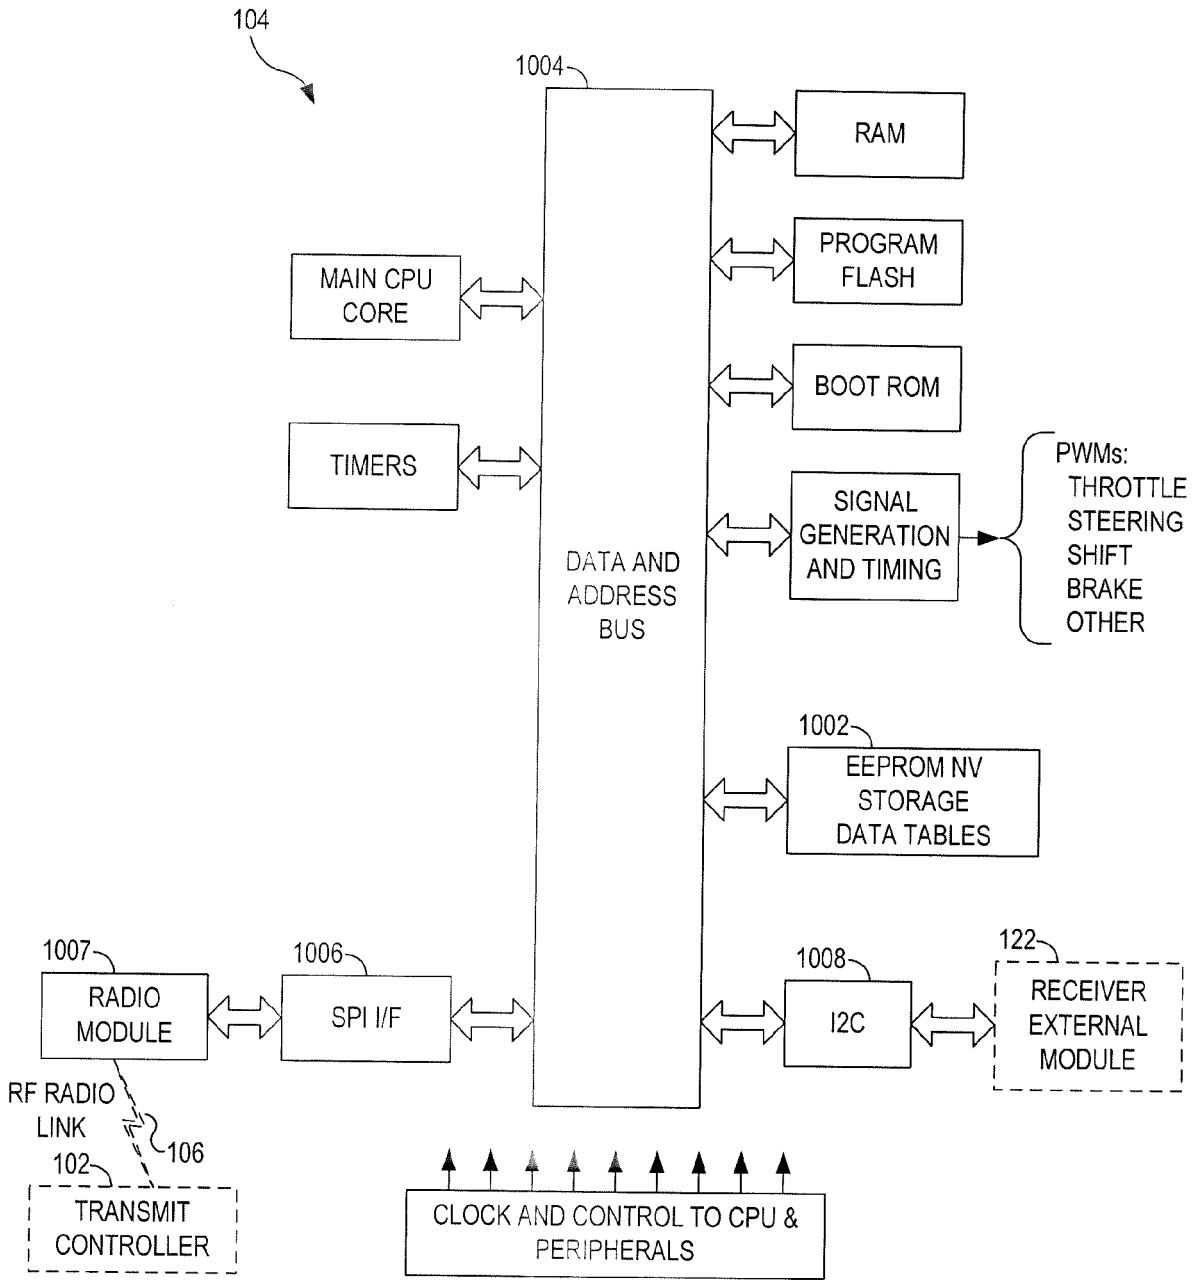 104
1004
RAM
PROGRAM
FLASH
MAIN CPU
CORE
BOOT ROM
TIMERS
SIGNAL
GENERATION
AND TIMING
PWMs:
THROTTLE
STEERING
SHIFT
BRAKE
OTHER
DATA AND
ADDRESS
BUS
1002
EEPROM NV
STORAGE
DATA TABLES
1007
RADIO
MODULE
1006
SPI I/F
1008
I2C
122
RECEIVER
EXTERNAL
MODULE
RF RADIO
LINK
106
102
TRANSMIT
CONTROLLER
CLOCK AND CONTROL TO CPU &
PERIPHERALS